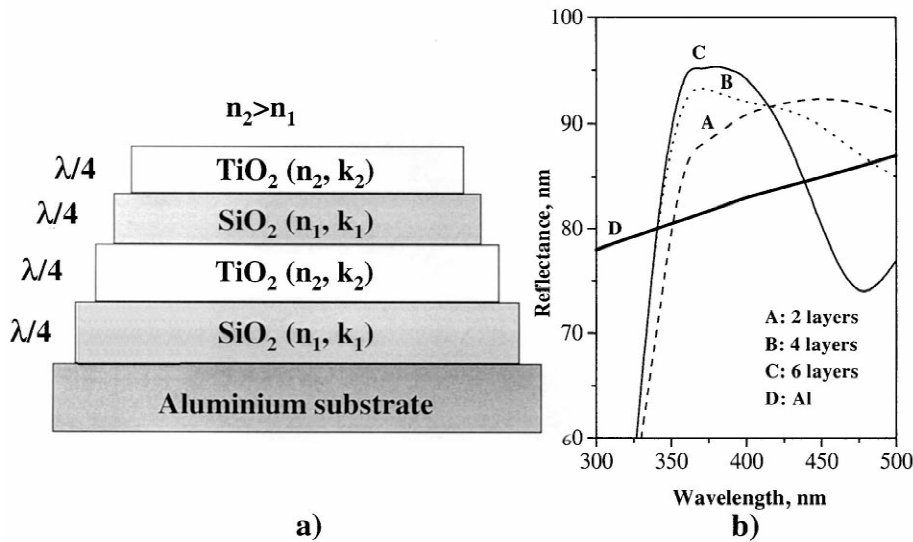 n₂>n₁
λ/4 TiO₂ (n₂, k₂)
λ/4 SiO₂ (n₁, k₁)
λ/4 TiO₂ (n₂, k₂)
λ/4 SiO₂ (n₁, k₁)
Aluminium substrate
a)
100
90
80
70
60
Reflectance, nm
C
B
A
D
A: 2 layers
B: 4 layers
C: 6 layers
D: Al
300 350 400 450 500
Wavelength, nm
b)